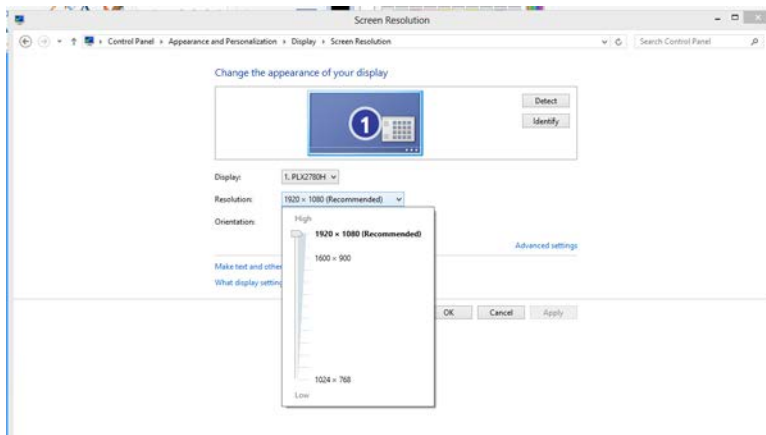 Screen Resolution
Control Panel › Appearance and Personalization › Display › Screen Resolution
Search Control Panel
Change the appearance of your display
1
Detect
Identify
Display: 1. PLX2780H
Resolution: 1920 × 1080 (Recommended)
Orientation:
High
1920 × 1080 (Recommended)
1600 × 900
1024 × 768
Low
Advanced settings
Make text and other
What display setting
OK Cancel Apply